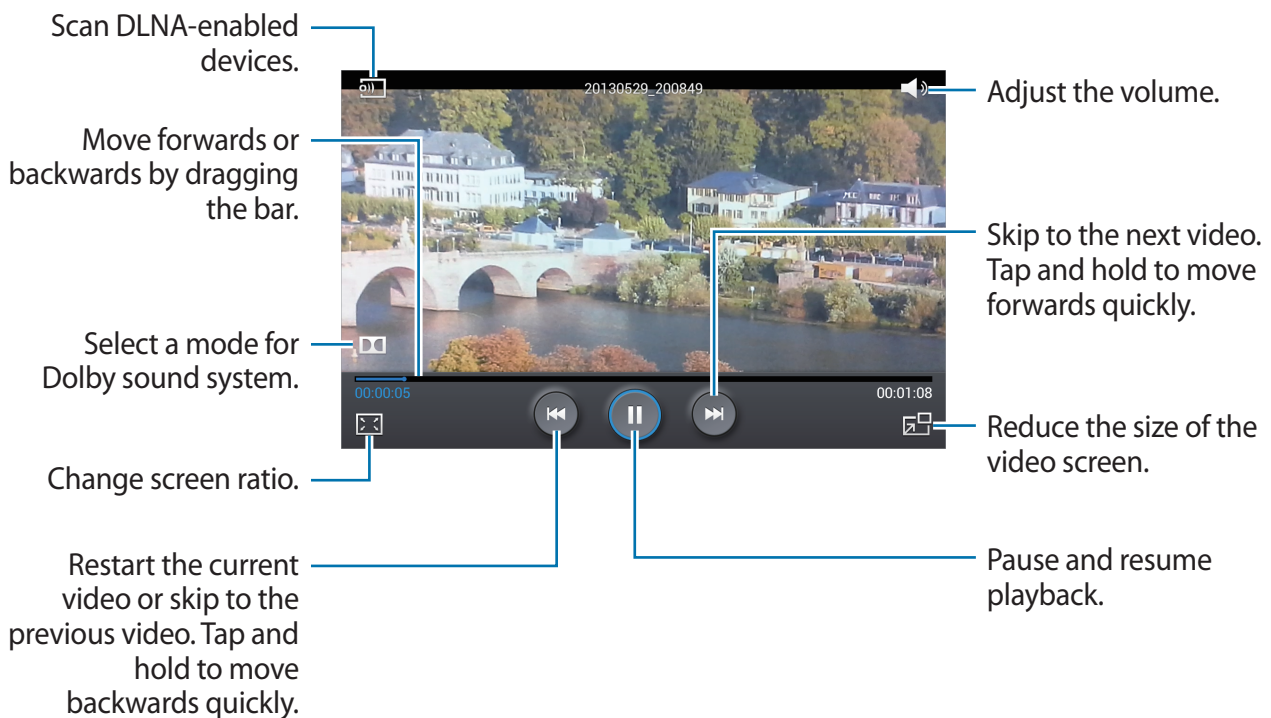 Scan DLNA-enabled
devices.
Move forwards or
backwards by dragging
the bar.
Select a mode for
Dolby sound system.
Change screen ratio.
Restart the current
video or skip to the
previous video. Tap and
hold to move
backwards quickly.
20130529_200849
00:00:05
00:01:08
Adjust the volume.
Skip to the next video.
Tap and hold to move
forwards quickly.
Reduce the size of the
video screen.
Pause and resume
playback.